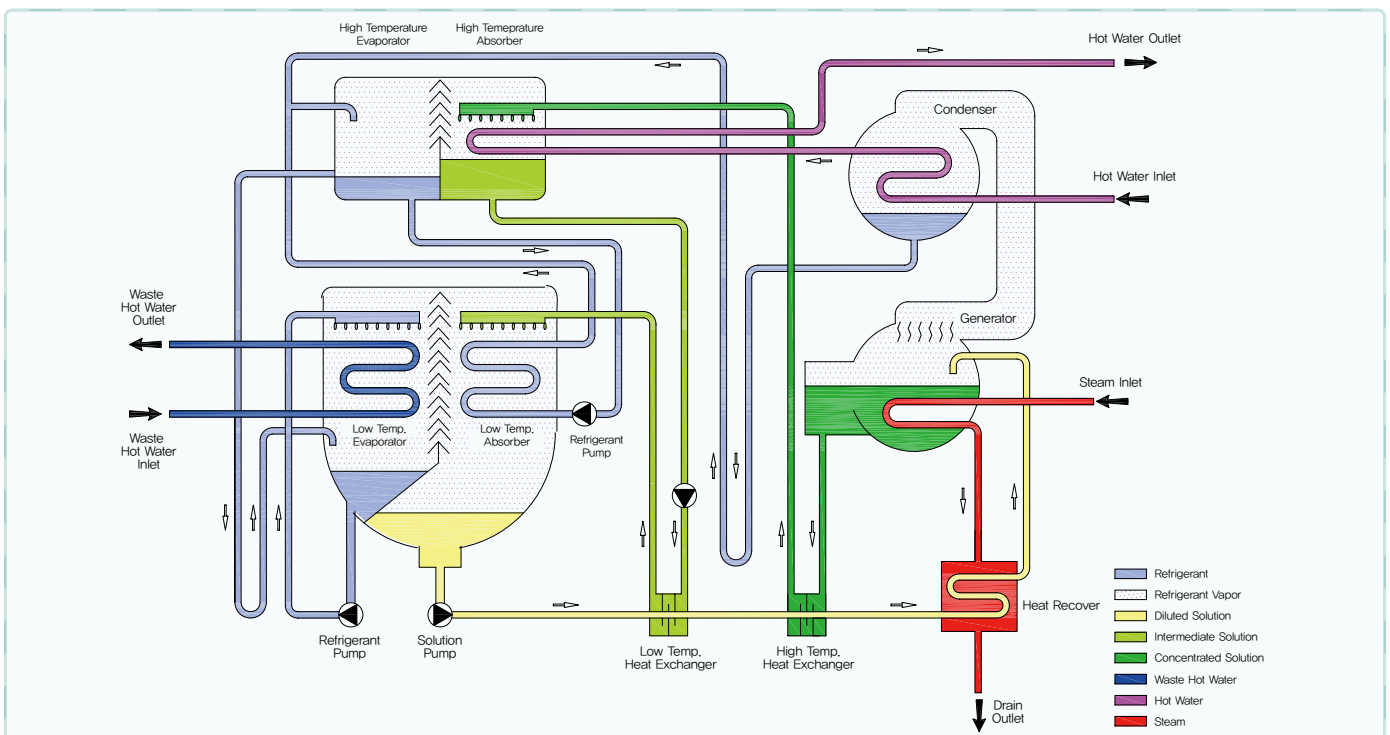 High Temperature
Evaporator
High Temeprature
Absorber
Hot Water Outlet
Condenser
Hot Water Inlet
Waste
Hot Water
Outlet
Generator
Steam Inlet
Waste
Hot Water
Inlet
Low Temp.
Evaporator
Low Temp.
Absorber
Refrigerant
Pump
Refrigerant
Pump
Solution
Pump
Low Temp.
Heat Exchanger
High Temp.
Heat Exchanger
Heat Recover
Drain
Outlet
Refrigerant
Refrigerant Vapor
Diluted Solution
Intermediate Solution
Concentrated Solution
Waste Hot Water
Hot Water
Steam